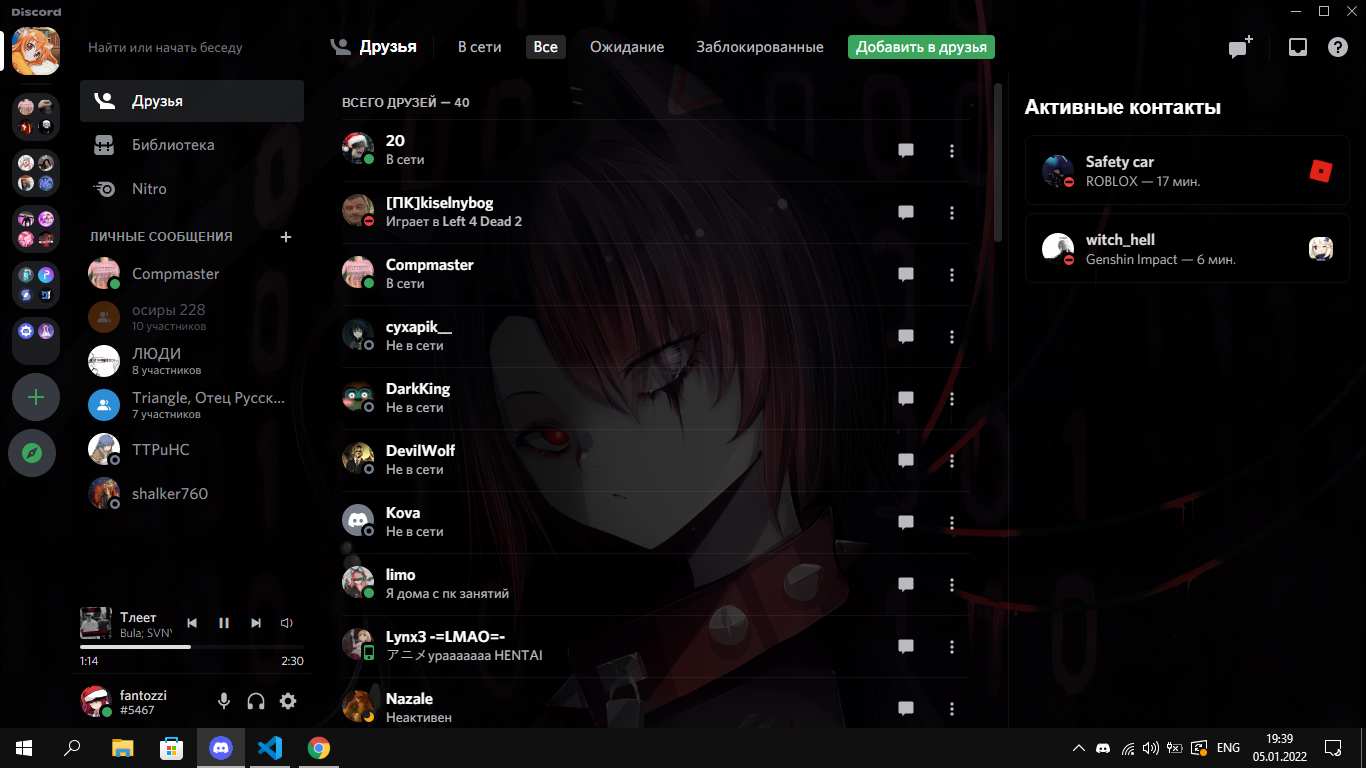 Discord
Найти или начать беседу
Друзья
В сети
Все
Ожидание
Заблокированные
Добавить в друзья
Друзья
Библиотека
Nitro
ЛИЧНЫЕ СООБЩЕНИЯ
Compmaster
осиры 228
10 участников
ЛЮДИ
8 участников
Triangle, Отец Русск...
7 участников
TTPuHC
shalker760
Тлеет
Bula; SVNY
1:14
2:30
fantozzi
#5467
ВСЕГО ДРУЗЕЙ — 40
20
В сети
[ПК]kiselnybog
Играет в Left 4 Dead 2
Compmaster
В сети
cyxapik__
Не в сети
DarkKing
Не в сети
DevilWolf
Не в сети
Kova
Не в сети
limo
Я дома с пк занятий
Lynx3 -=LMAO=-
アニメураааааaa HENTAI
Nazale
Неактивен
Активные контакты
Safety car
ROBLOX — 17 мин.
witch_hell
Genshin Impact — 6 мин.
ENG
19:39
05.01.2022